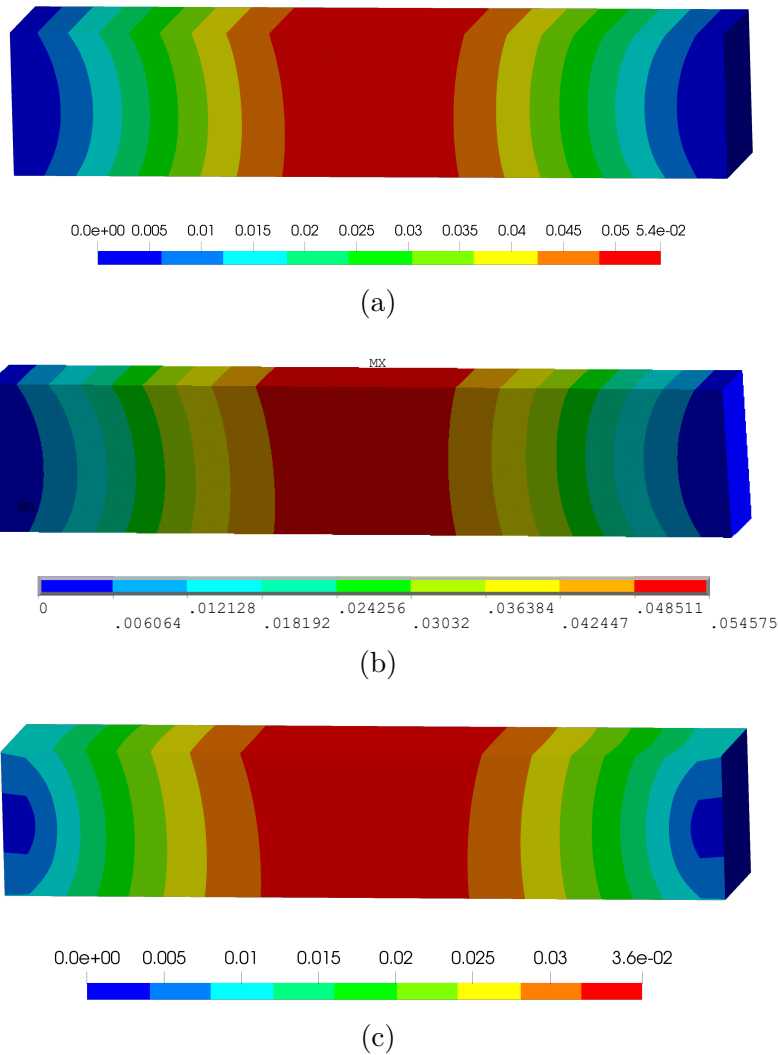 0.0e+00 0.005 0.01 0.015 0.02 0.025 0.03 0.035 0.04 0.045 0.05 5.4e-02
(a)
MX
MN
0 .012128 .024256 .036384 .048511
.006064 .018192 .03032 .042447 .054575
(b)
0.0e+00 0.005 0.01 0.015 0.02 0.025 0.03 3.6e-02
(c)